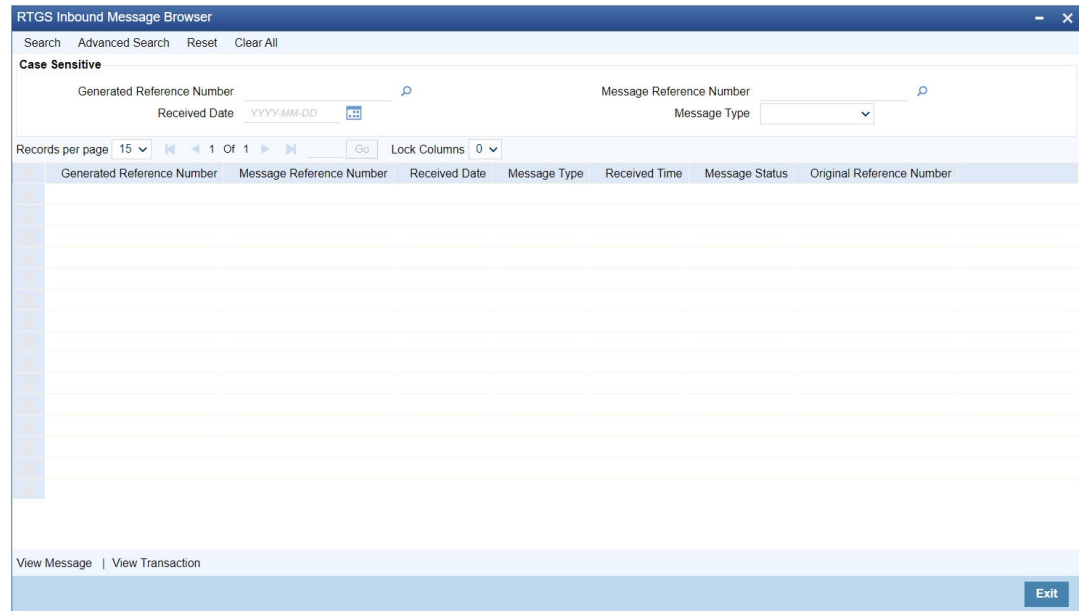 RTGS Inbound Message Browser
Search Advanced Search Reset Clear All
Case Sensitive
Generated Reference Number Message Reference Number
Received Date YYYY-MM-DD Message Type
Records per page 15 1 Of 1 Go Lock Columns 0
Generated Reference Number Message Reference Number Received Date Message Type Received Time Message Status Original Reference Number
View Message | View Transaction
Exit